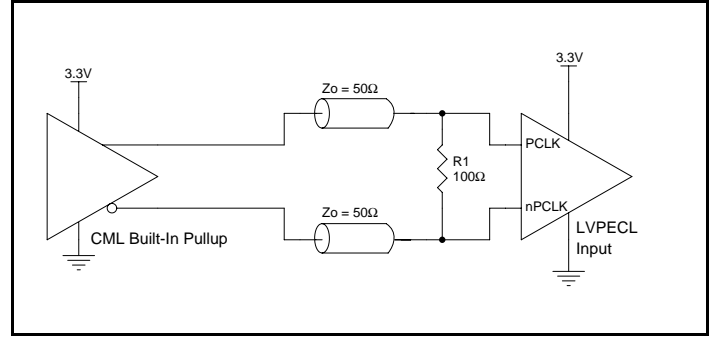 3.3V
Zo = 50Ω
3.3V
PCLK
R1
100Ω
Zo = 50Ω
nPCLK
CML Built-In Pullup
LVPECL
Input